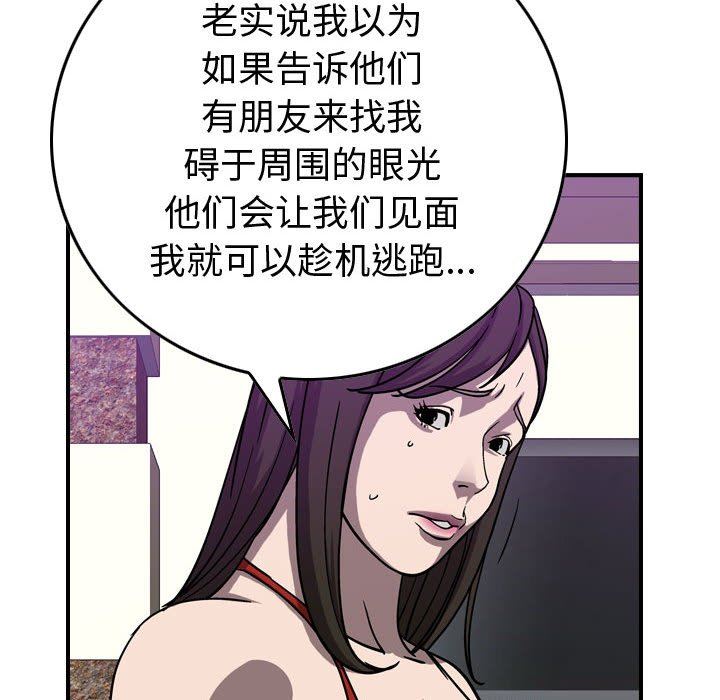 老实说我以为
如果告诉他们
有朋友来找我
碍于周围的眼光
他们会让我们见面
我就可以趁机逃跑...